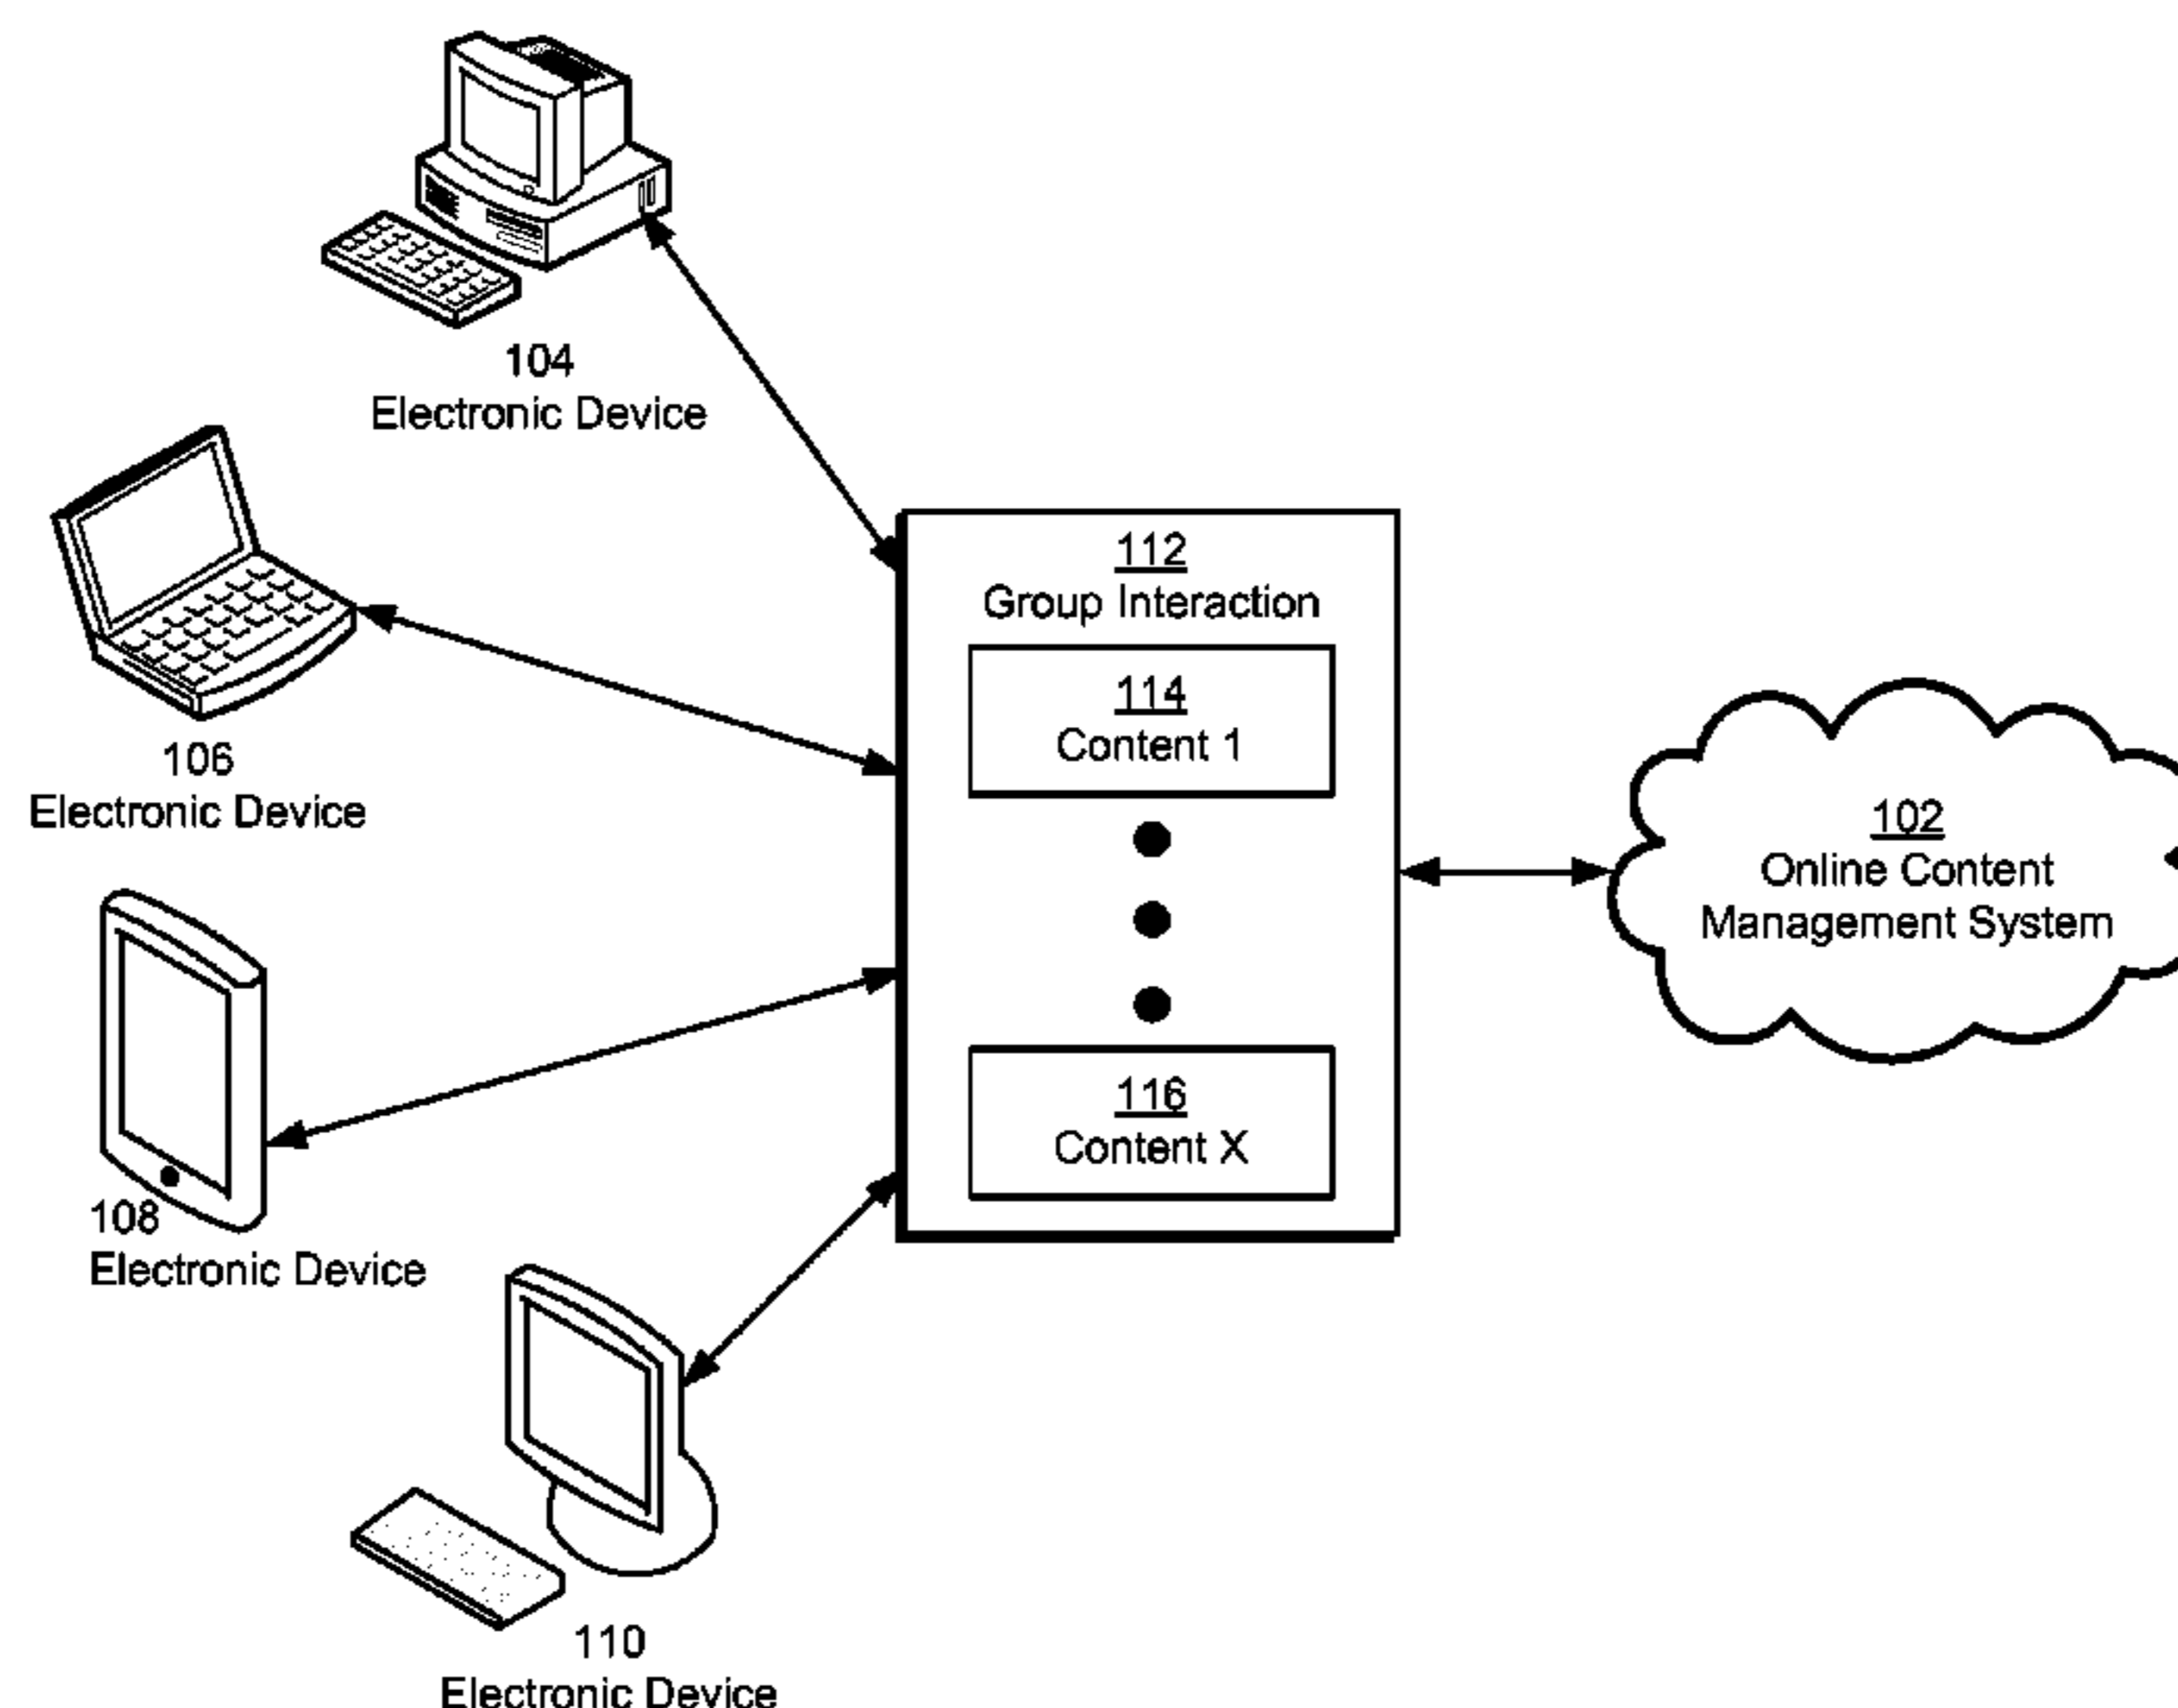 104
Electronic Device
106
Electronic Device
108
Electronic Device
110
Electronic Device
112
Group Interaction
114
Content 1
116
Content X
102
Online Content
Management System